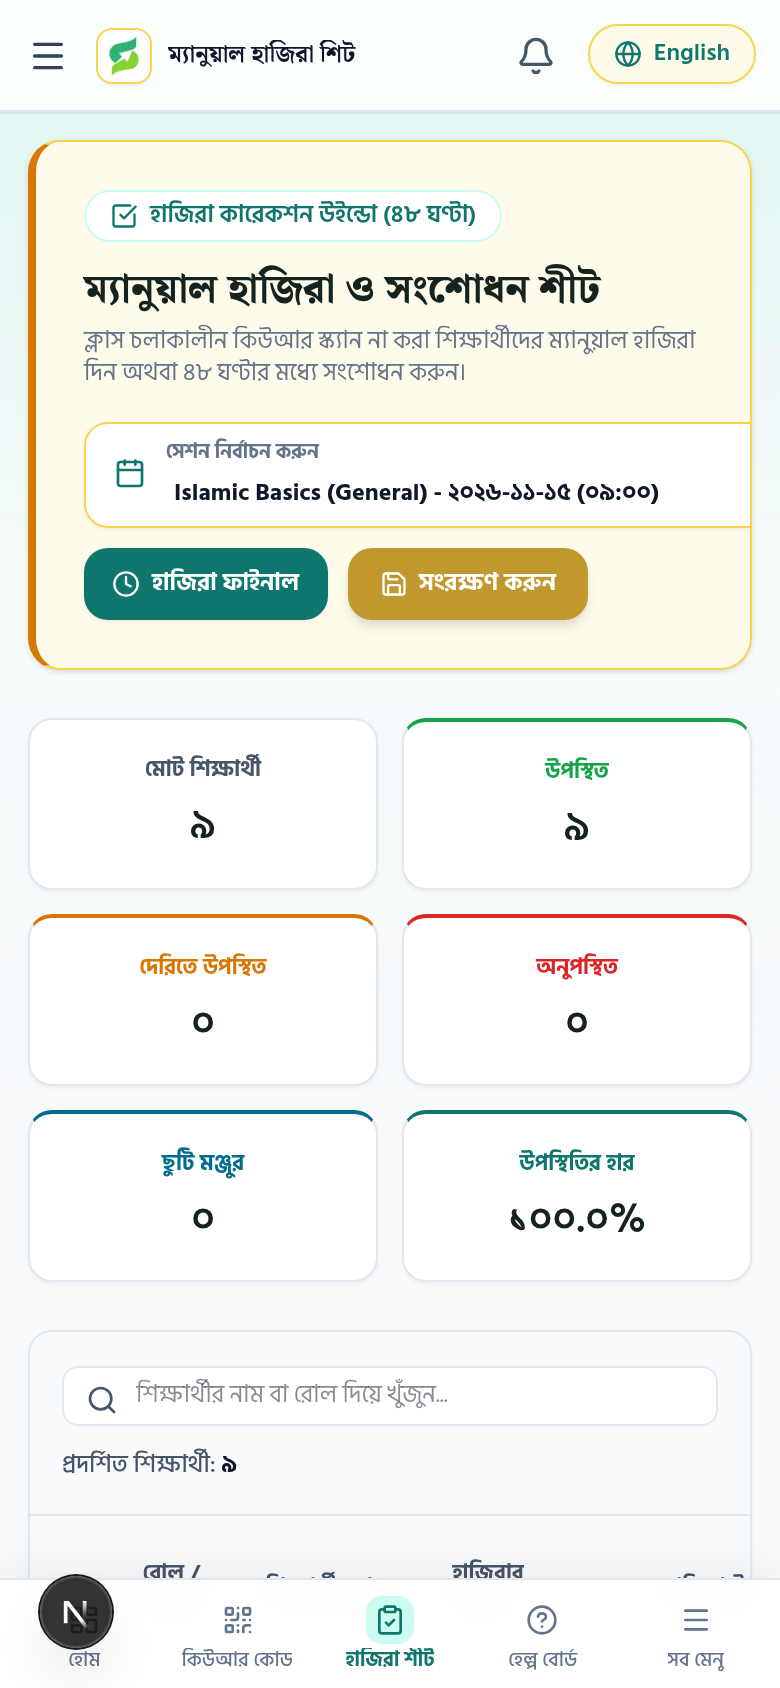 ম্যানুয়াল হাজিরা শিট
English
হাজিরা কারেকশন উইন্ডো (৪৮ ঘণ্টা)
ম্যানুয়াল হাজিরা ও সংশোধন শীট
ক্লাস চলাকালীন কিউআর স্ক্যান না করা শিক্ষার্থীদের ম্যানুয়াল হাজিরা
দিন অথবা ৪৮ ঘণ্টার মধ্যে সংশোধন করুন।
সেশন নির্বাচন করুন
Islamic Basics (General) - ২০২৬-১১-১৫ (০৯:০০)
হাজিরা ফাইনাল
সংরক্ষণ করুন
মোট শিক্ষার্থী
৯
উপস্থিত
৯
দেরিতে উপস্থিত
০
অনুপস্থিত
০
ছুটি মঞ্জুর
০
উপস্থিতির হার
১০০.০%
শিক্ষার্থীর নাম বা রোল দিয়ে খুঁজুন...
প্রদর্শিত শিক্ষার্থী: ৯
রোল /
হাজিরার
N
হোম
কিউআর কোড
হাজিরা শীট
হেল্প বোর্ড
সব মেনু